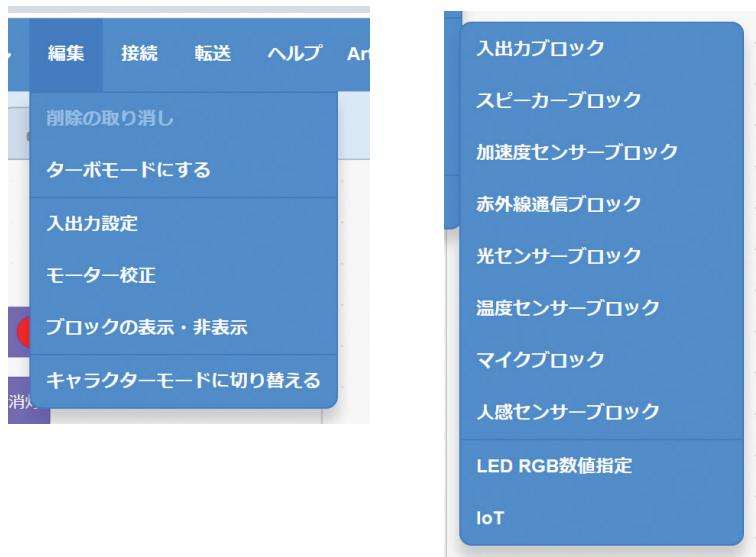 編集 接続 転送 ヘルプ
削除の取り消し
ターボモードにする
入出力設定
モーター校正
ブロックの表示・非表示
キャラクターモードに切り替える
入出力ブロック
スピーカーブロック
加速度センサーブロック
赤外線通信ブロック
光センサーブロック
温度センサーブロック
マイクブロック
人感センサーブロック
LED RGB数値指定
IoT